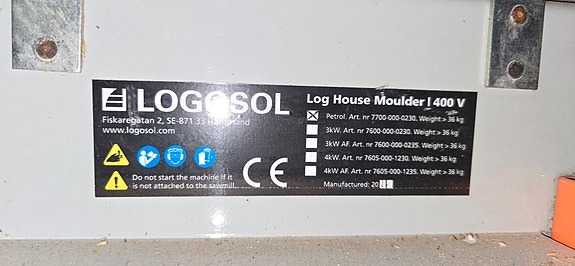 LOGOSOL
Fiskaregatan 2, SE-871 33 Härnösand
www.logosol.com
Do not start the machine if it
is not attached to the sawmill.
CE
Log House Moulder | 400 V
Petrol. Art. nr 7700-000-0230. Weight > 36 kg
3kW. Art. nr 7600-000-0230. Weight > 36 kg
3kW AF. Art. nr 7600-000-0235. Weight > 36 kg
4kW. Art. nr 7605-000-1230. Weight > 36 kg
4kW AF. Art. nr 7605-000-1235. Weight > 36 kg
Manufactured: 20